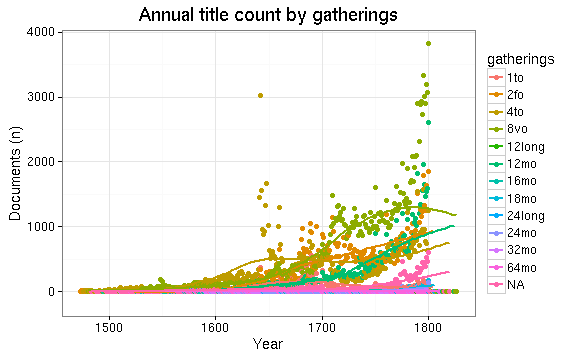 Annual title count by gatherings
4000
3000
2000
1000
0
Documents (n)
1500
1600
1700
1800
Year
gatherings
1to
2fo
4to
8vo
12long
12mo
16mo
18mo
24long
24mo
32mo
64mo
NA